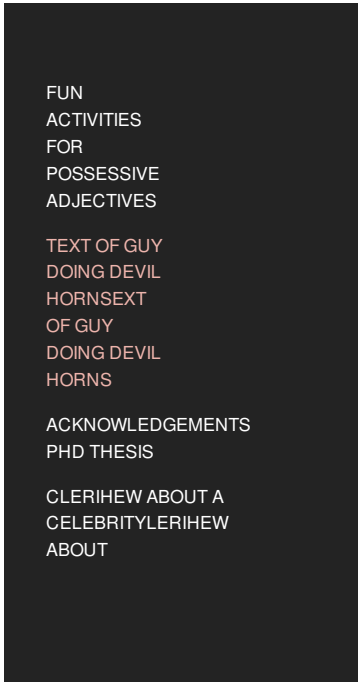 FUN
ACTIVITIES
FOR
POSSESSIVE
ADJECTIVES
TEXT OF GUY
DOING DEVIL
HORNSEXT
OF GUY
DOING DEVIL
HORNS
ACKNOWLEDGEMENTS
PHD THESIS
CLERIHEW ABOUT A
CELEBRITYLERIHEW
ABOUT